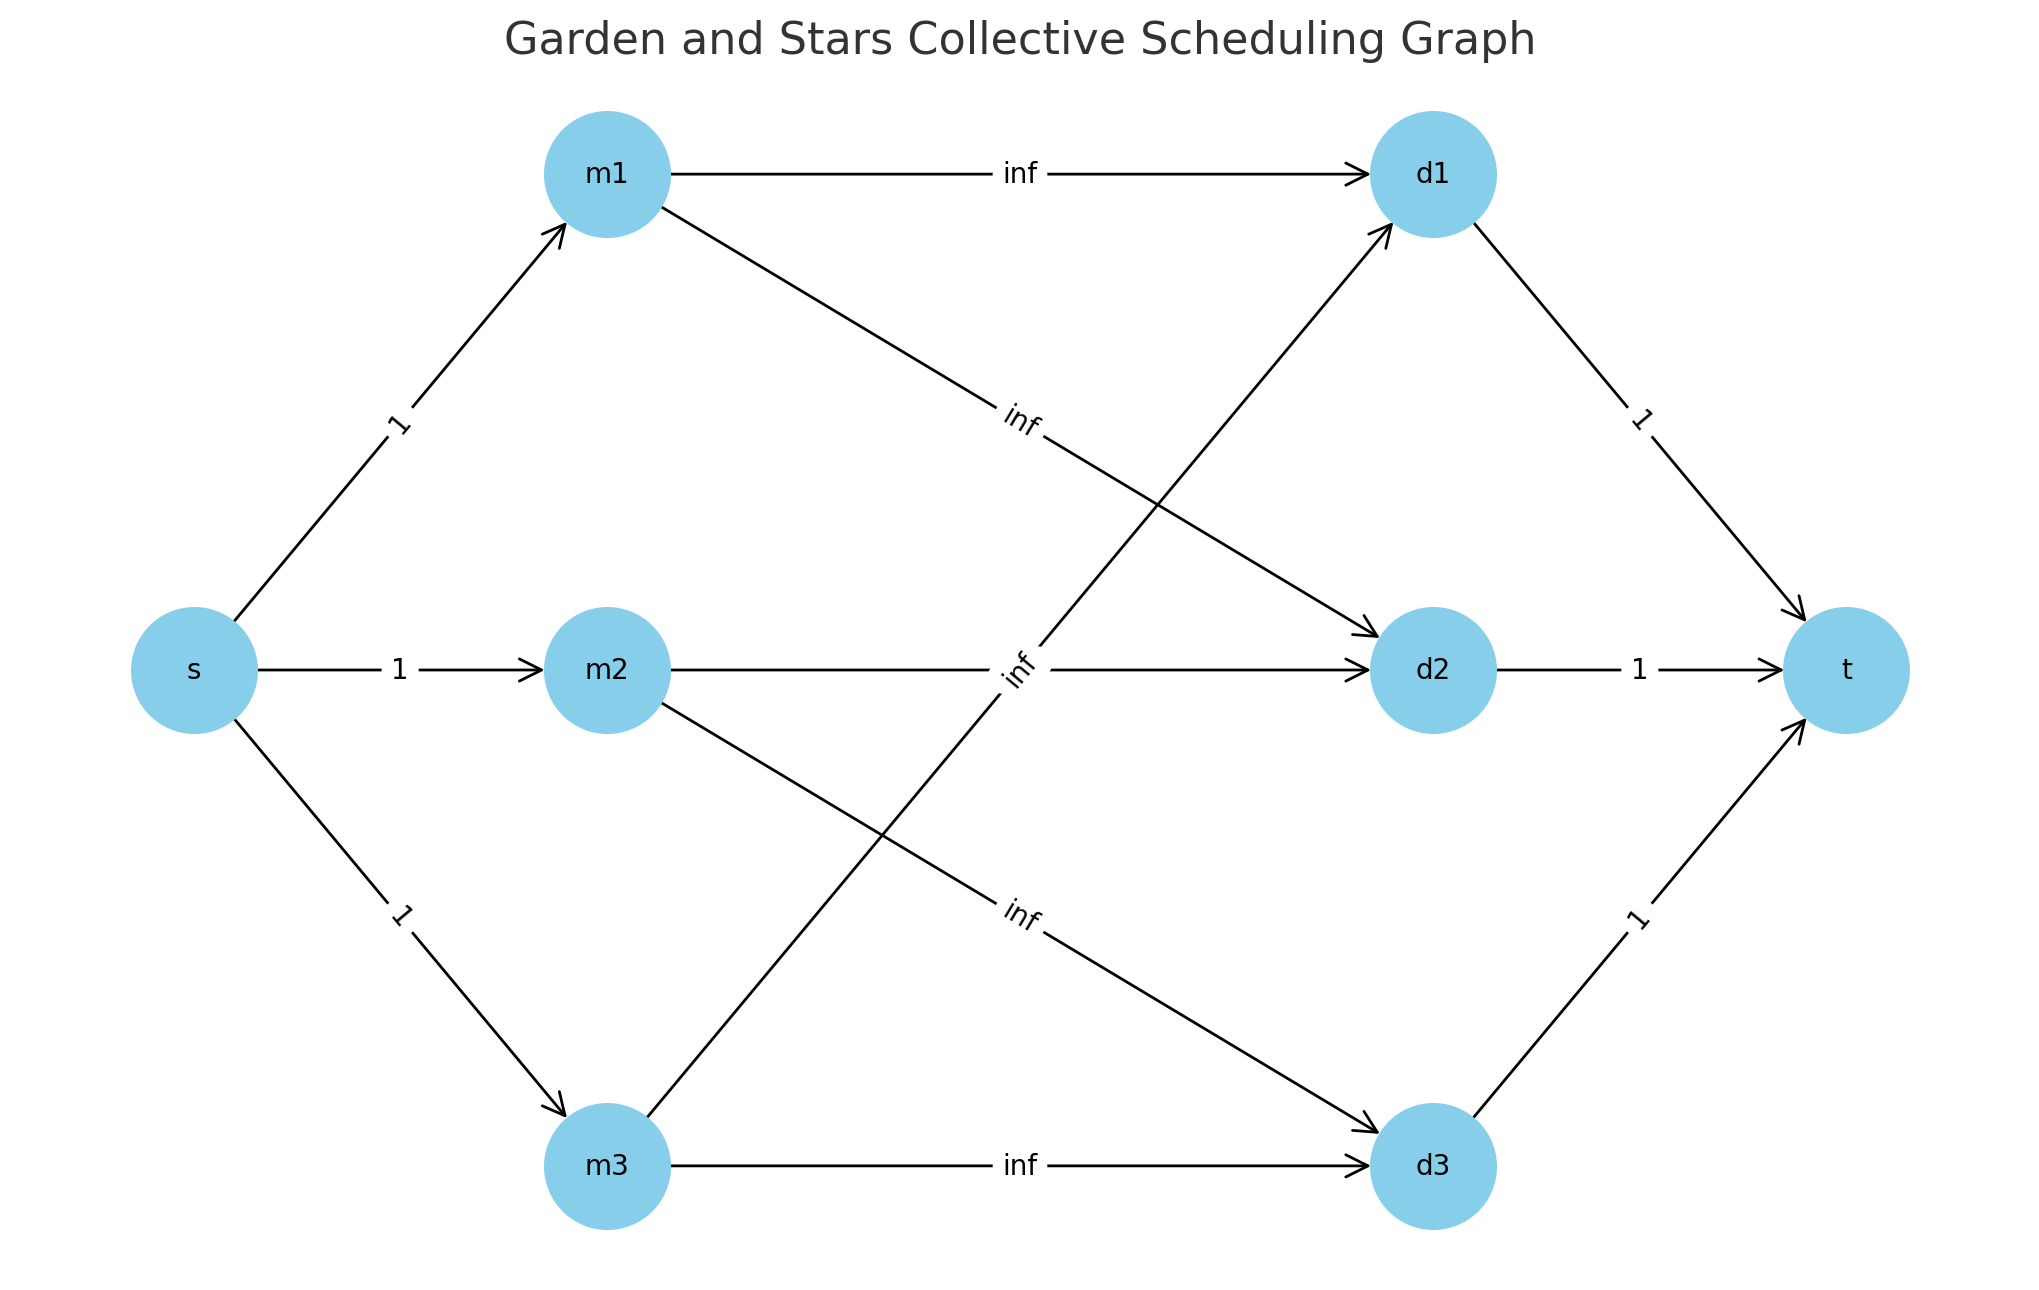 Garden and Stars Collective Scheduling Graph
m1
inf
d1
1
inf
1
s
1
m2
inf
d2
1
t
1
inf
1
m3
inf
d3